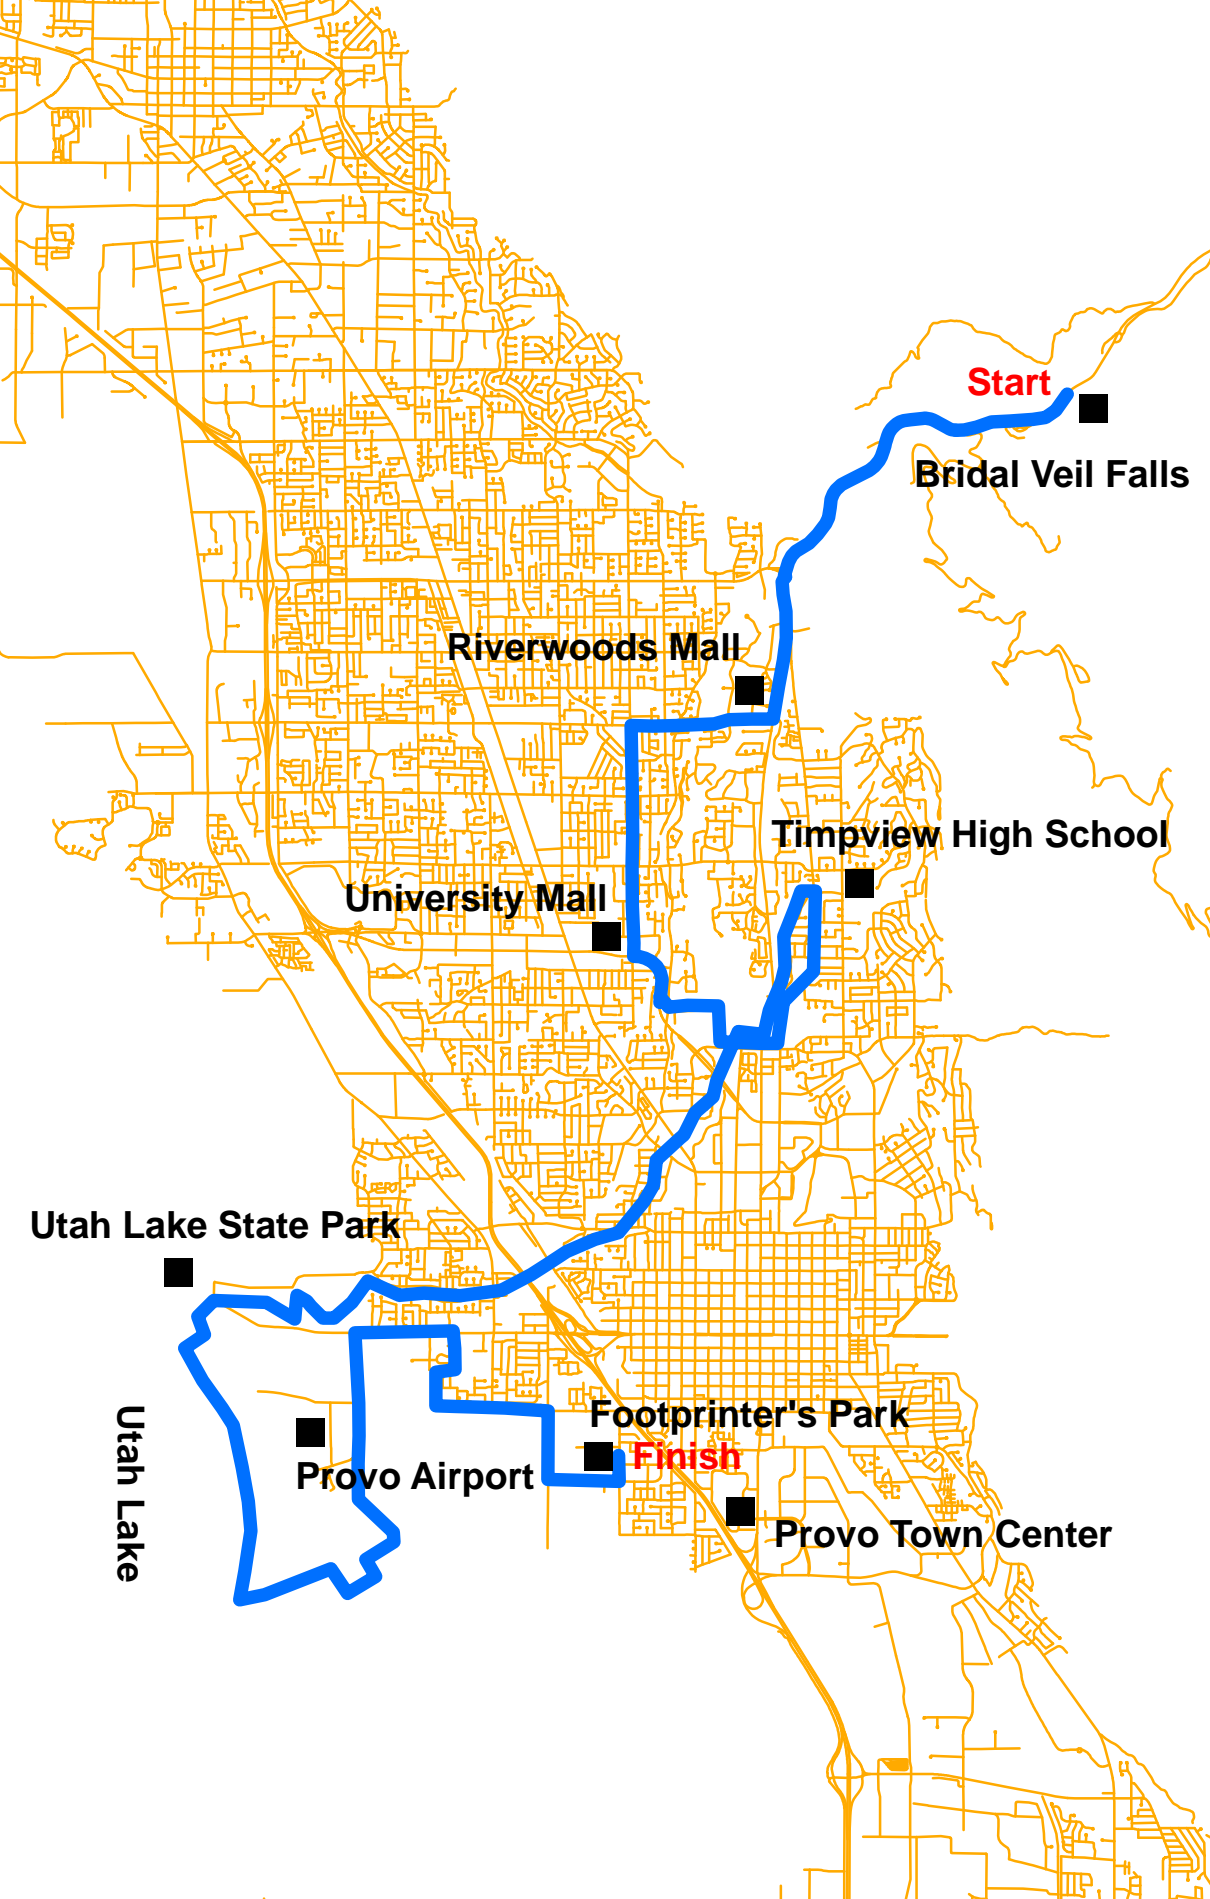 Start
Bridal Veil Falls
Riverwoods Mall
Timpview High School
University Mall
Utah Lake State Park
Utah Lake
Footprinter's Park
Finish
Provo Airport
Provo Town Center